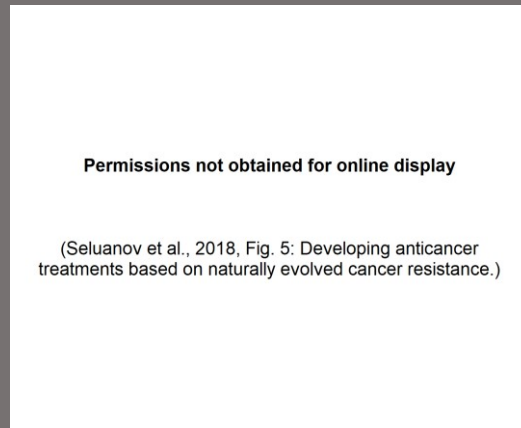 Permissions not obtained for online display
(Seluanov et al., 2018, Fig. 5: Developing anticancer
treatments based on naturally evolved cancer resistance.)